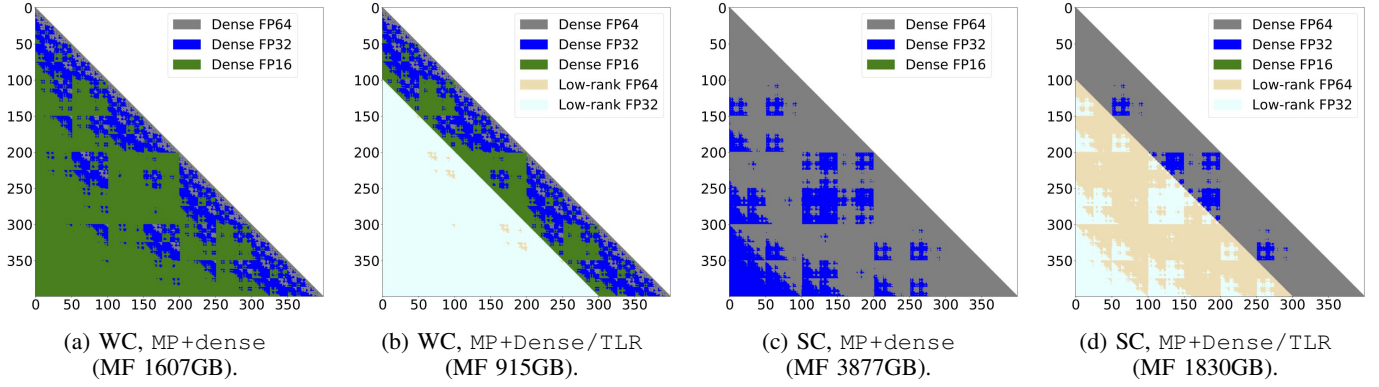 0
50
100
150
200
250
300
350
0 50 100 150 200 250 300 350
Dense FP64
Dense FP32
Dense FP16
(a) WC, MP+dense
(MF 1607GB).
0
50
100
150
200
250
300
350
0 50 100 150 200 250 300 350
Dense FP64
Dense FP32
Dense FP16
Low-rank FP64
Low-rank FP32
(b) WC, MP+Dense/TLR
(MF 915GB).
0
50
100
150
200
250
300
350
0 50 100 150 200 250 300 350
Dense FP64
Dense FP32
Dense FP16
(c) SC, MP+dense
(MF 3877GB).
0
50
100
150
200
250
300
350
0 50 100 150 200 250 300 350
Dense FP64
Dense FP32
Dense FP16
Low-rank FP64
Low-rank FP32
(d) SC, MP+Dense/TLR
(MF 1830GB).